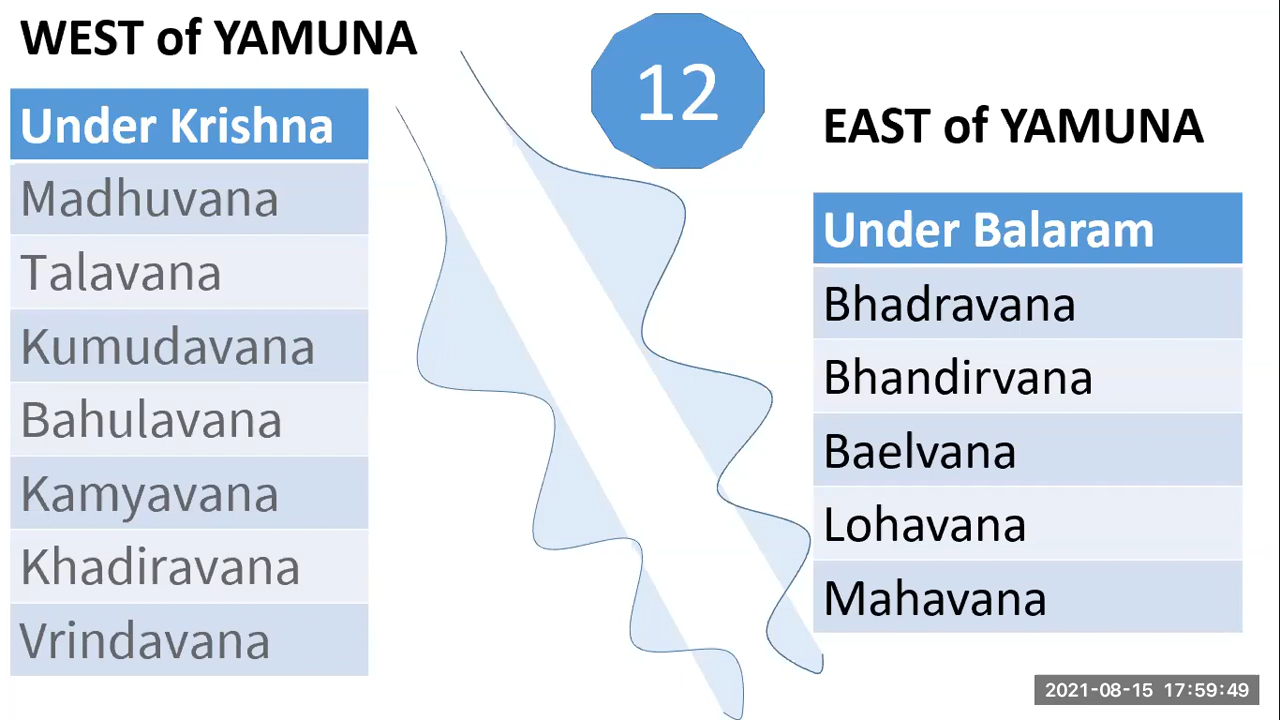 WEST of YAMUNA
Under Krishna
Madhuvana
Talavana
Kumudavana
Bahulavana
Kamyavana
Khadiravana
Vrindavana
12
EAST of YAMUNA
Under Balaram
Bhadravana
Bhandirvana
Baelvana
Lohavana
Mahavana
2021-08-15 17:59:49